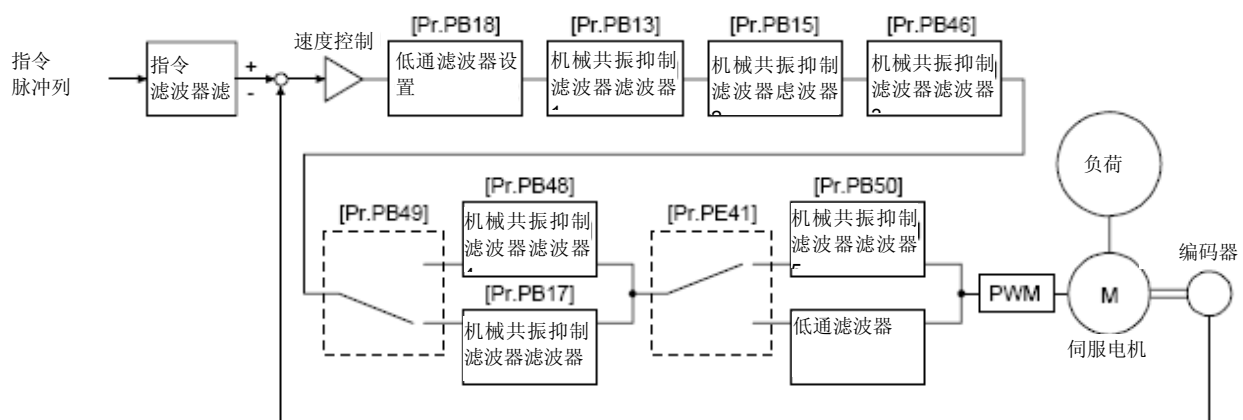 指令
脉冲列
指令
滤波器滤
+
-
速度控制
[Pr.PB18]
低通滤波器设
置
[Pr.PB13]
机械共振抑制
滤波器滤波器
[Pr.PB15]
机械共振抑制
滤波器虑波器
[Pr.PB46]
机械共振抑制
滤波器滤波器
负荷
[Pr.PB49]
[Pr.PB48]
机械共振抑制
滤波器滤波器
[Pr.PB17]
机械共振抑制
滤波器滤波器
[Pr.PE41]
[Pr.PB50]
机械共振抑制
滤波器滤波器
低通滤波器
PWM
M
伺服电机
编码器